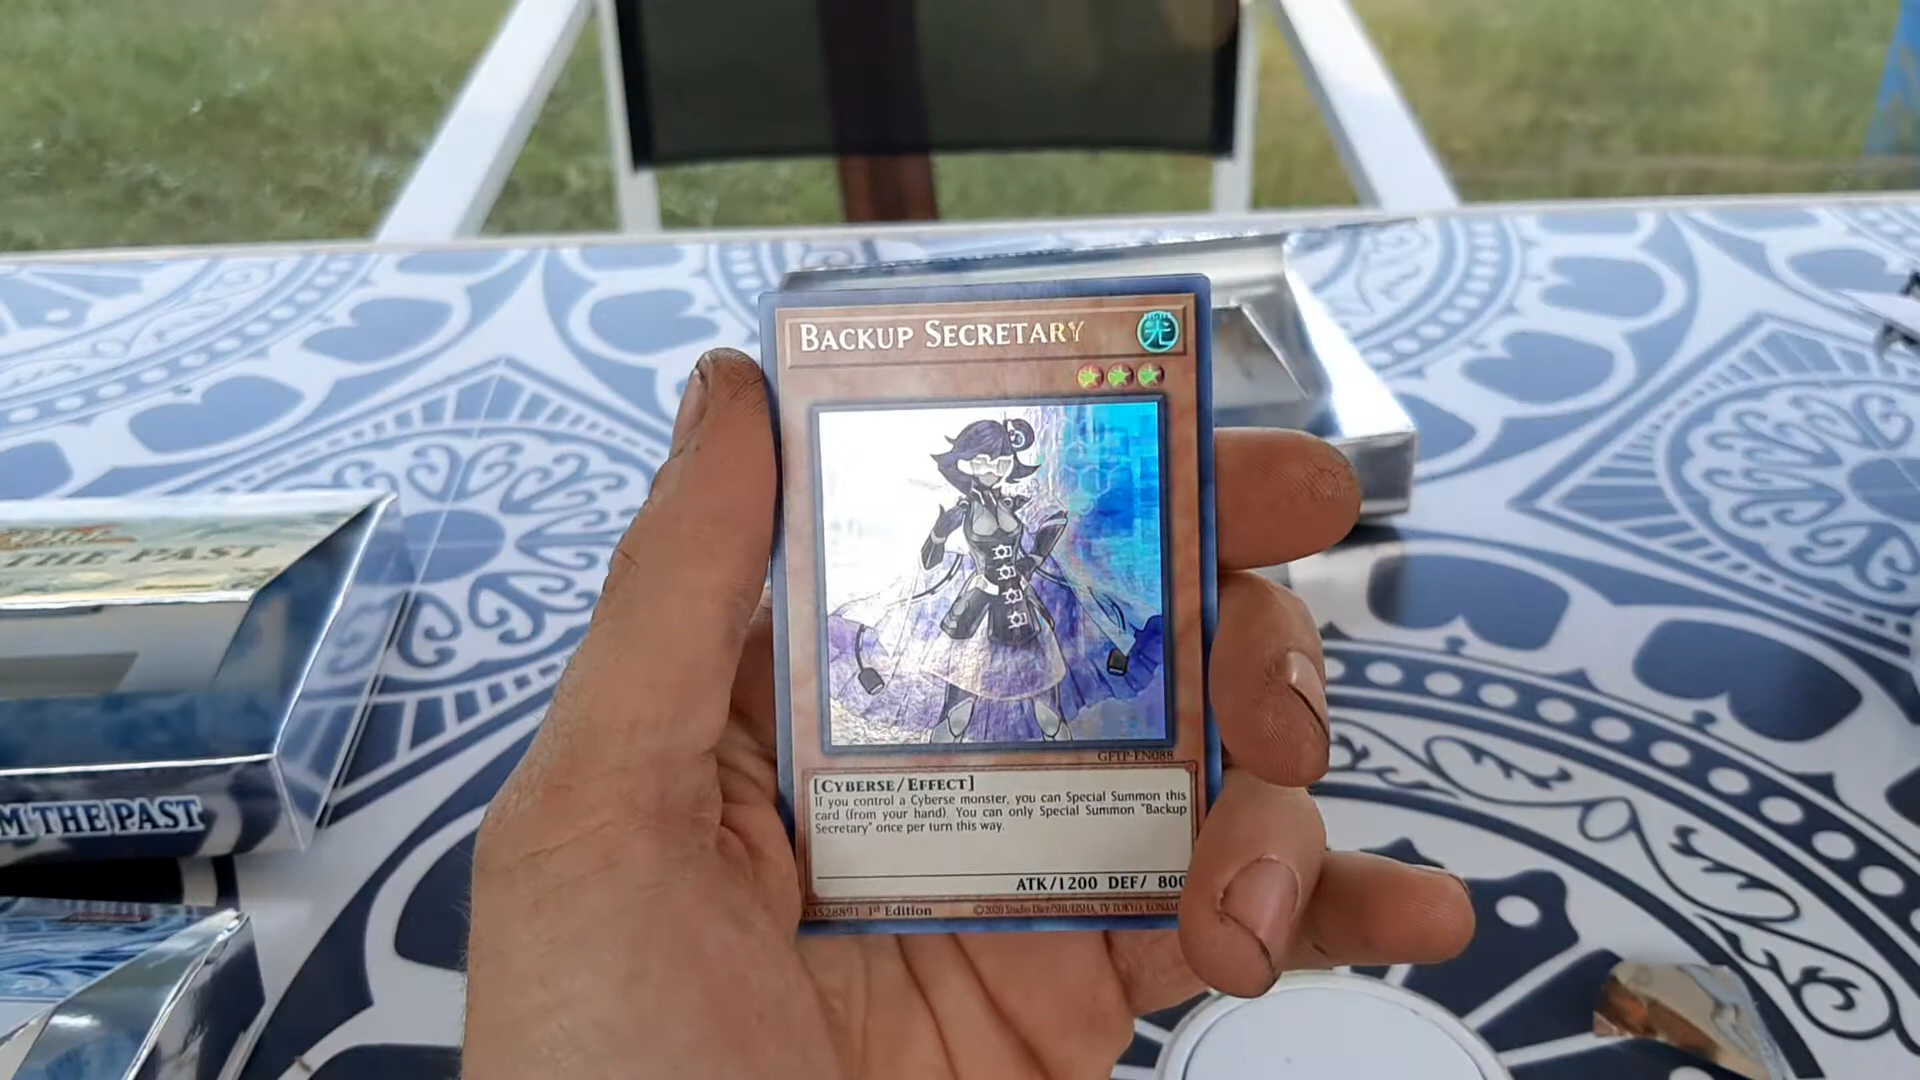 BACKUP SECRETARY
光
GFTP-EN088
[CYBERSE/EFFECT]
If you control a Cyberse monster, you can Special Summon this
card (from your hand). You can only Special Summon "Backup
Secretary" once per turn this way.
ATK/1200 DEF/ 800
63528891 1st Edition
©2020 Studio Dice/SHUEISHA, TV TOKYO, KONAMI
THE PAST
M THE PAST